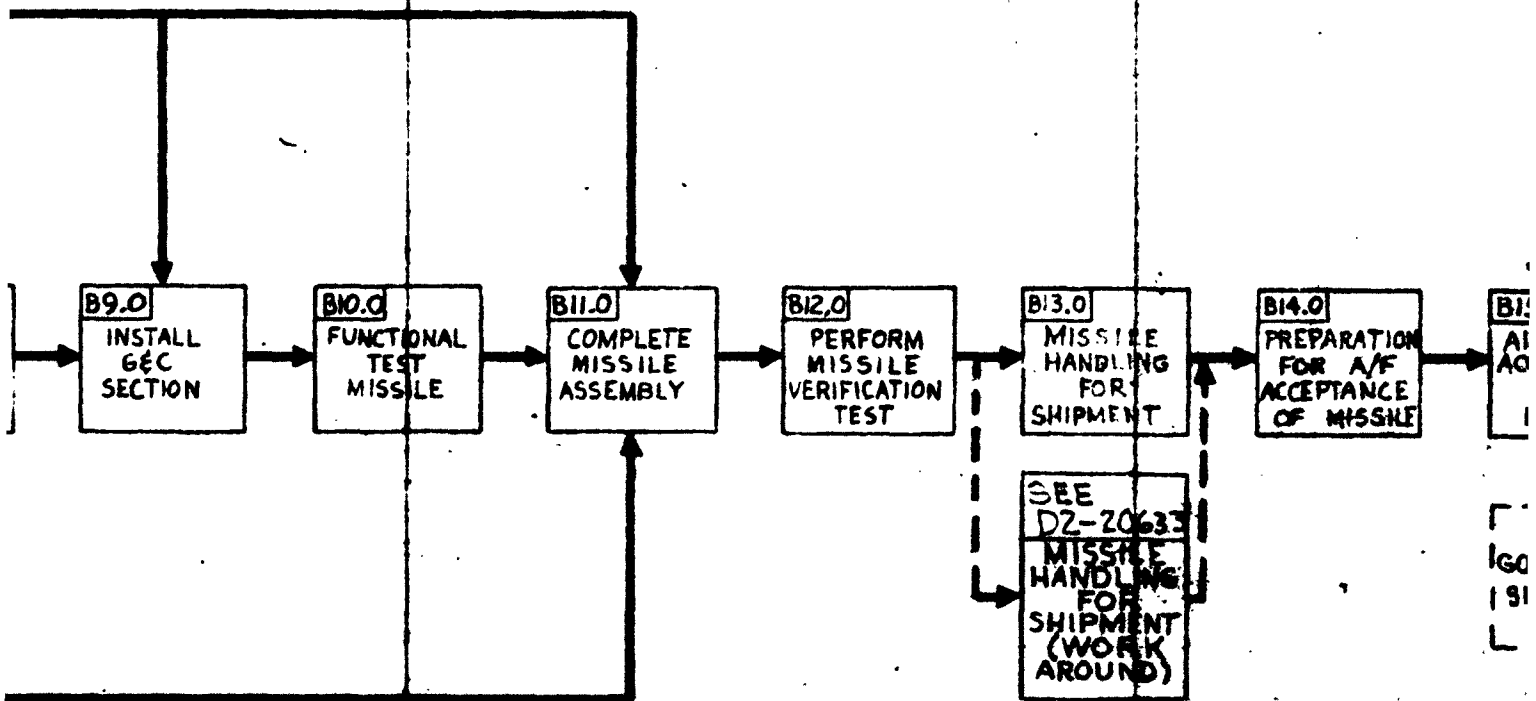 B9.0
INSTALL
G&C
SECTION
B10.0
FUNCTIONAL
TEST
MISSILE
B11.0
COMPLETE
MISSILE
ASSEMBLY
B12.0
PERFORM
MISSILE
VERIFICATION
TEST
B13.0
MISSILE
HANDLING
FOR
SHIPMENT
SEE
D2-20633
MISSILE
HANDLING
FOR
SHIPMENT
(WORK
AROUND)
B14.0
PREPARATION
FOR A/F
ACCEPTANCE
OF MISSILE